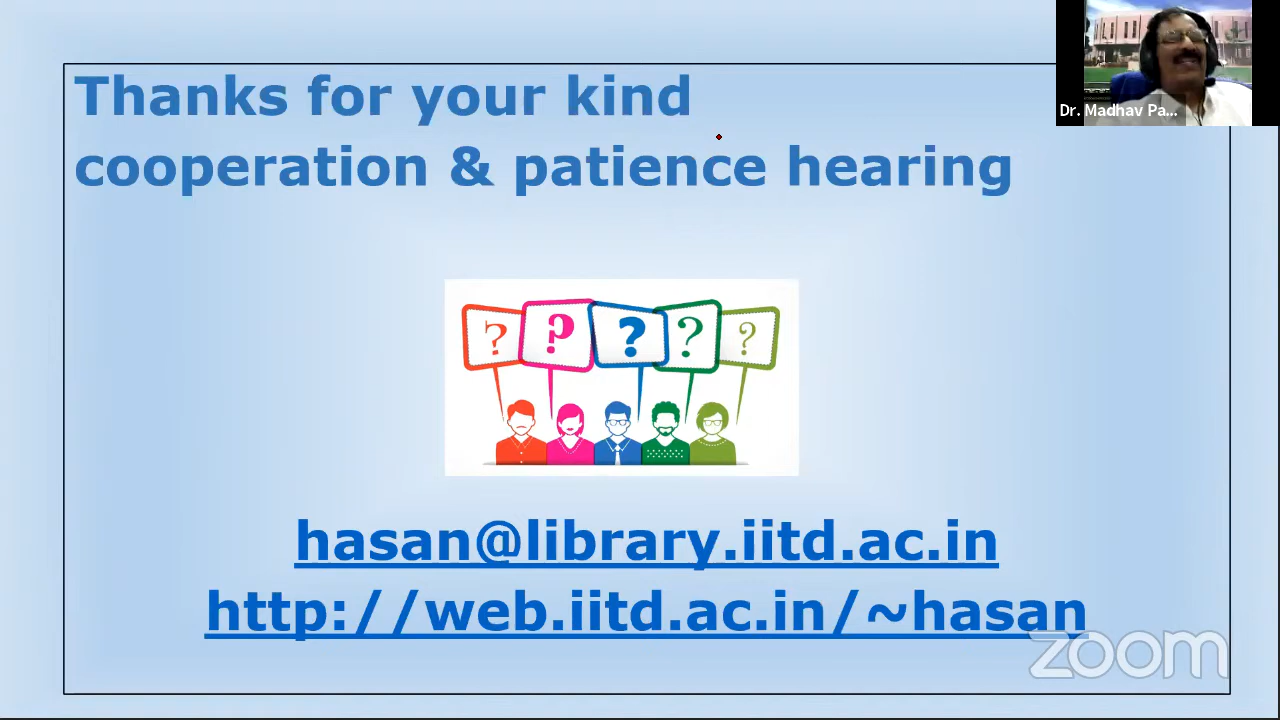 Thanks for your kind
cooperation & patience hearing
Dr. Madhav Pa...
? ? ? ? ?
hasan@library.iitd.ac.in
http://web.iitd.ac.in/~hasan
zoom